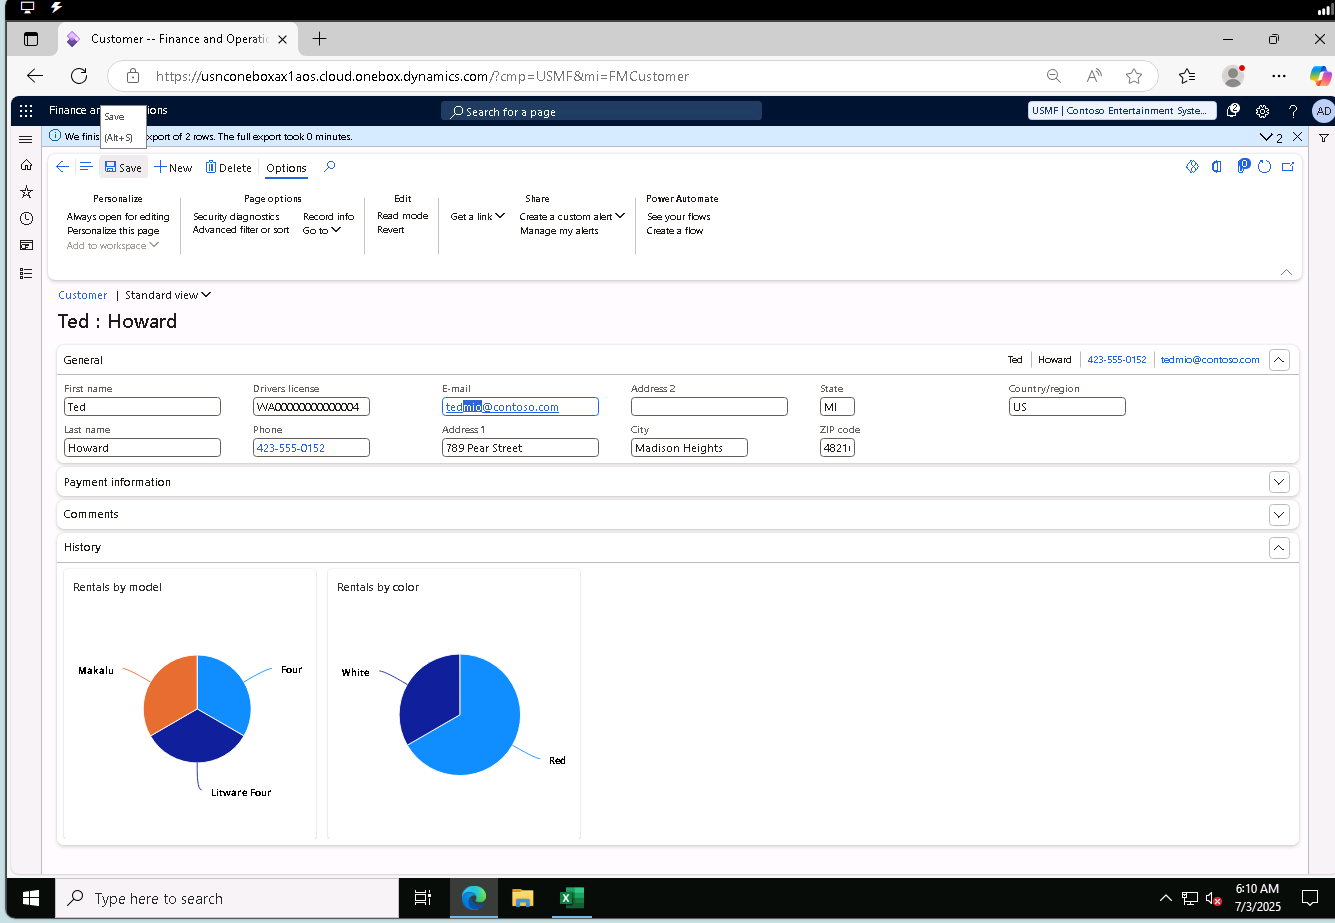 Customer -- Finance and Operatio
https://usnconeboxax1aos.cloud.onebox.dynamics.com/?cmp=USMF&mi=FMCustomer
Finance an ions
Search for a page
USMF | Contoso Entertainment Syste...
2
?
AD
Save
(Alt+S)
We finis xport of 2 rows. The full export took 0 minutes.
2
Save
New
Delete
Options
0
Personalize
Always open for editing
Personalize this page
Add to workspace
Page options
Security diagnostics
Advanced filter or sort
Record info
Go to
Edit
Read mode
Revert
Share
Get a link
Create a custom alert
Manage my alerts
Power Automate
See your flows
Create a flow
Customer | Standard view
Ted : Howard
General
Ted Howard 423-555-0152 tedmio@contoso.com
First name
Ted
Last name
Howard
Drivers license
WA00000000000004
Phone
423-555-0152
E-mail
tedmio@contoso.com
Address 1
789 Pear Street
Address 2
City
Madison Heights
State
MI
ZIP code
4821
Country/region
US
Payment information
Comments
History
Rentals by model
Makalu
Four
Litware Four
Rentals by color
White
Red
Type here to search
6:10 AM
7/3/2025